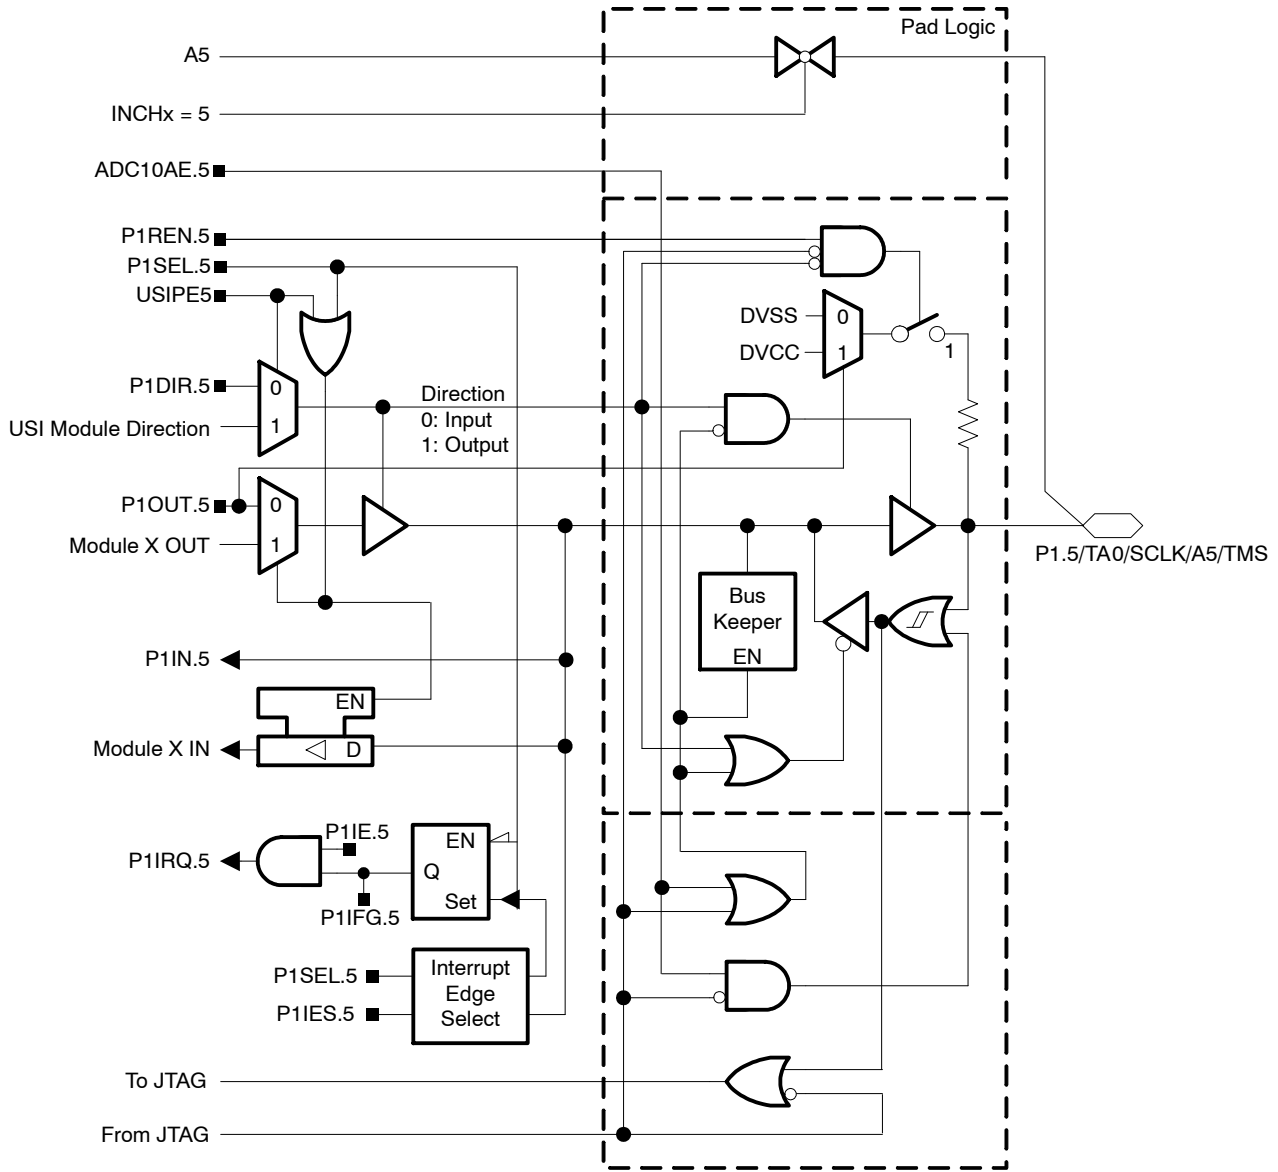 Pad Logic
A5
INCHx = 5
ADC10AE.5
P1REN.5
P1SEL.5
USIPE5
DVSS
0
DVCC
1
1
P1DIR.5
0
USI Module Direction
1
Direction
0: Input
1: Output
P1OUT.5
0
Module X OUT
1
P1.5/TA0/SCLK/A5/TMS
Bus
Keeper
EN
P1IN.5
EN
Module X IN
D
P1IE.5
P1IRQ.5
EN
Q
Set
P1IFG.5
P1SEL.5
P1IES.5
Interrupt
Edge
Select
To JTAG
From JTAG